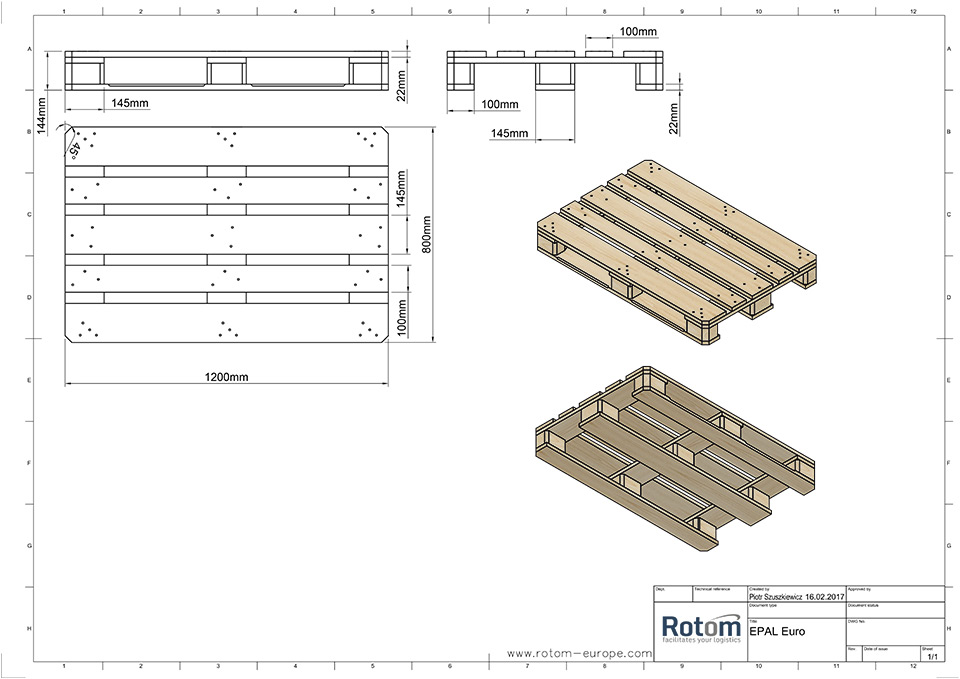 1 2 3 4 5 6 7 8 9 10 11 12
A A
100mm
22mm
145mm
100mm
144mm
22mm
145mm
B B
45°
145mm
C C
800mm
D D
100mm
1200mm
E E
F F
G G
Dept. Technical reference Created by Approved by
Piotr Szuszkiewicz 16.02.2017
Document type Document status
Rotom
facilitates your logistics
Title DWG No.
EPAL Euro
H H
Rev. Date of issue Sheet
1/1
www.rotom-europe.com
1 2 3 4 5 6 7 8 9 10 11 12